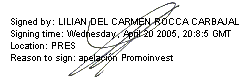 Signed by: LILIAN DEL CARMEN ROCCA CARBAJAL
Signing time: Wednesday, April 20 2005, 20:8:5 GMT
Location: PRES
Reason to sign: apelación Promoinvest